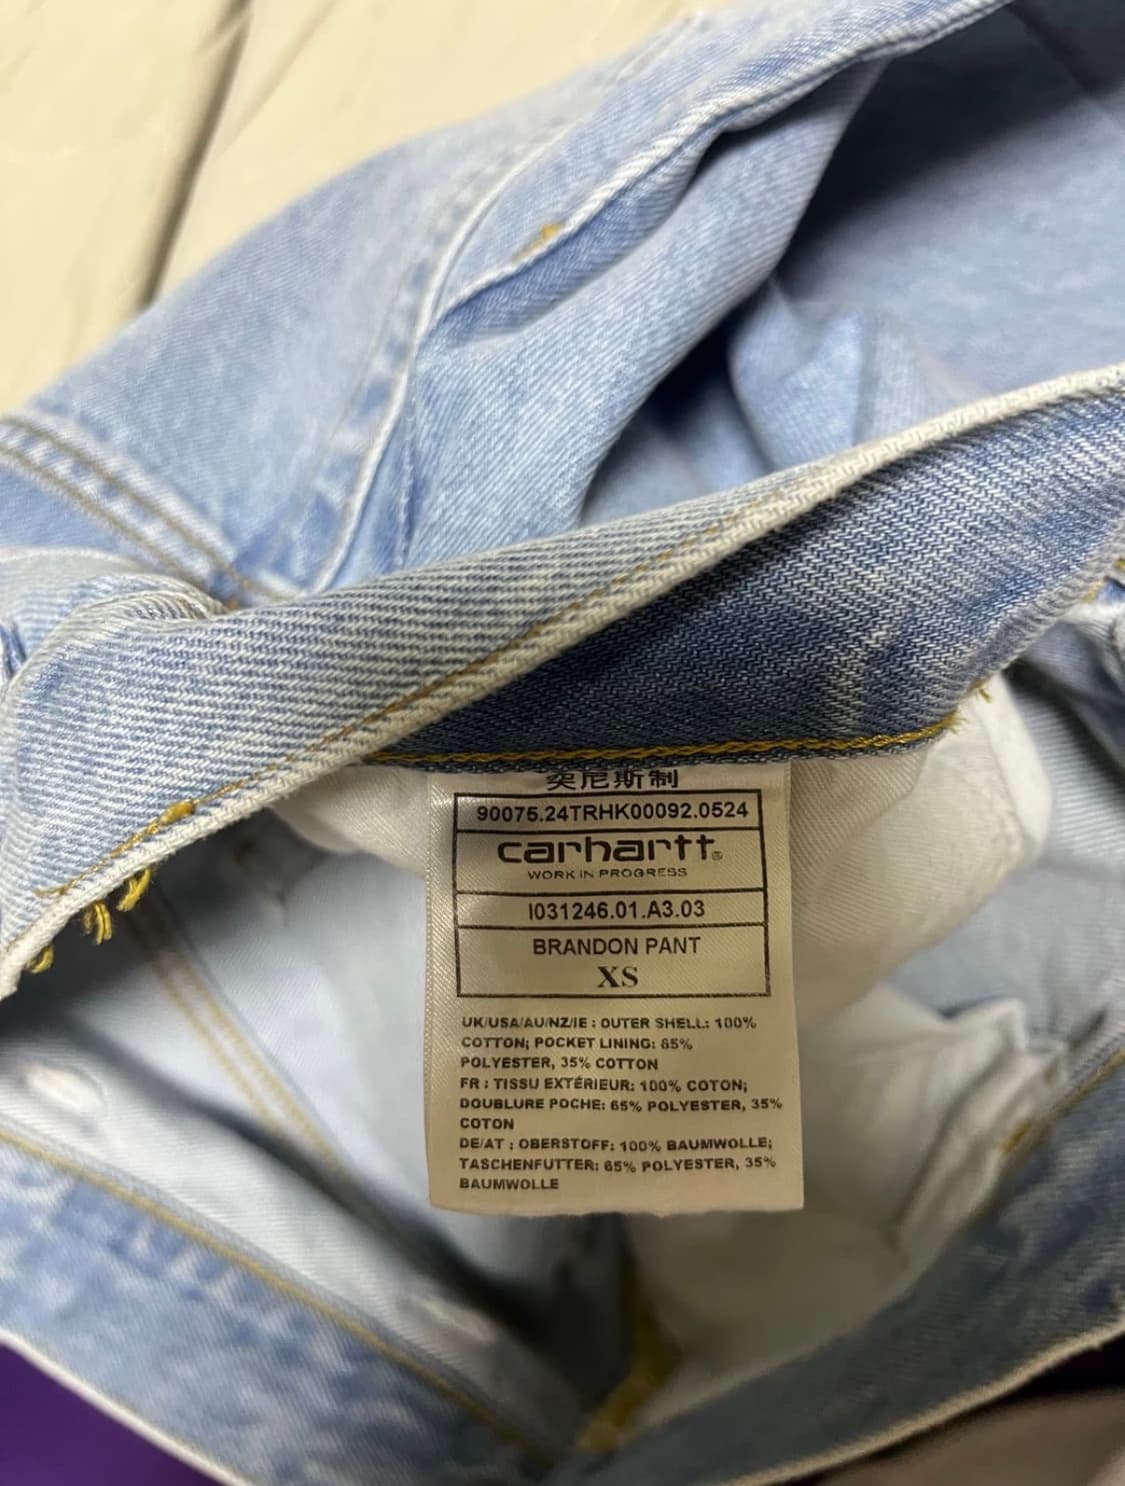 突尼斯制
90075.24TRHK00092.0524
carhartt®
WORK IN PROGRESS
I031246.01.A3.03
BRANDON PANT
XS
UK/USA/AU/NZ/IE : OUTER SHELL: 100%
COTTON; POCKET LINING: 65%
POLYESTER, 35% COTTON
FR : TISSU EXTÉRIEUR: 100% COTON;
DOUBLURE POCHE: 65% POLYESTER, 35%
COTON
DE/AT : OBERSTOFF: 100% BAUMWOLLE;
TASCHENFUTTER: 65% POLYESTER, 35%
BAUMWOLLE